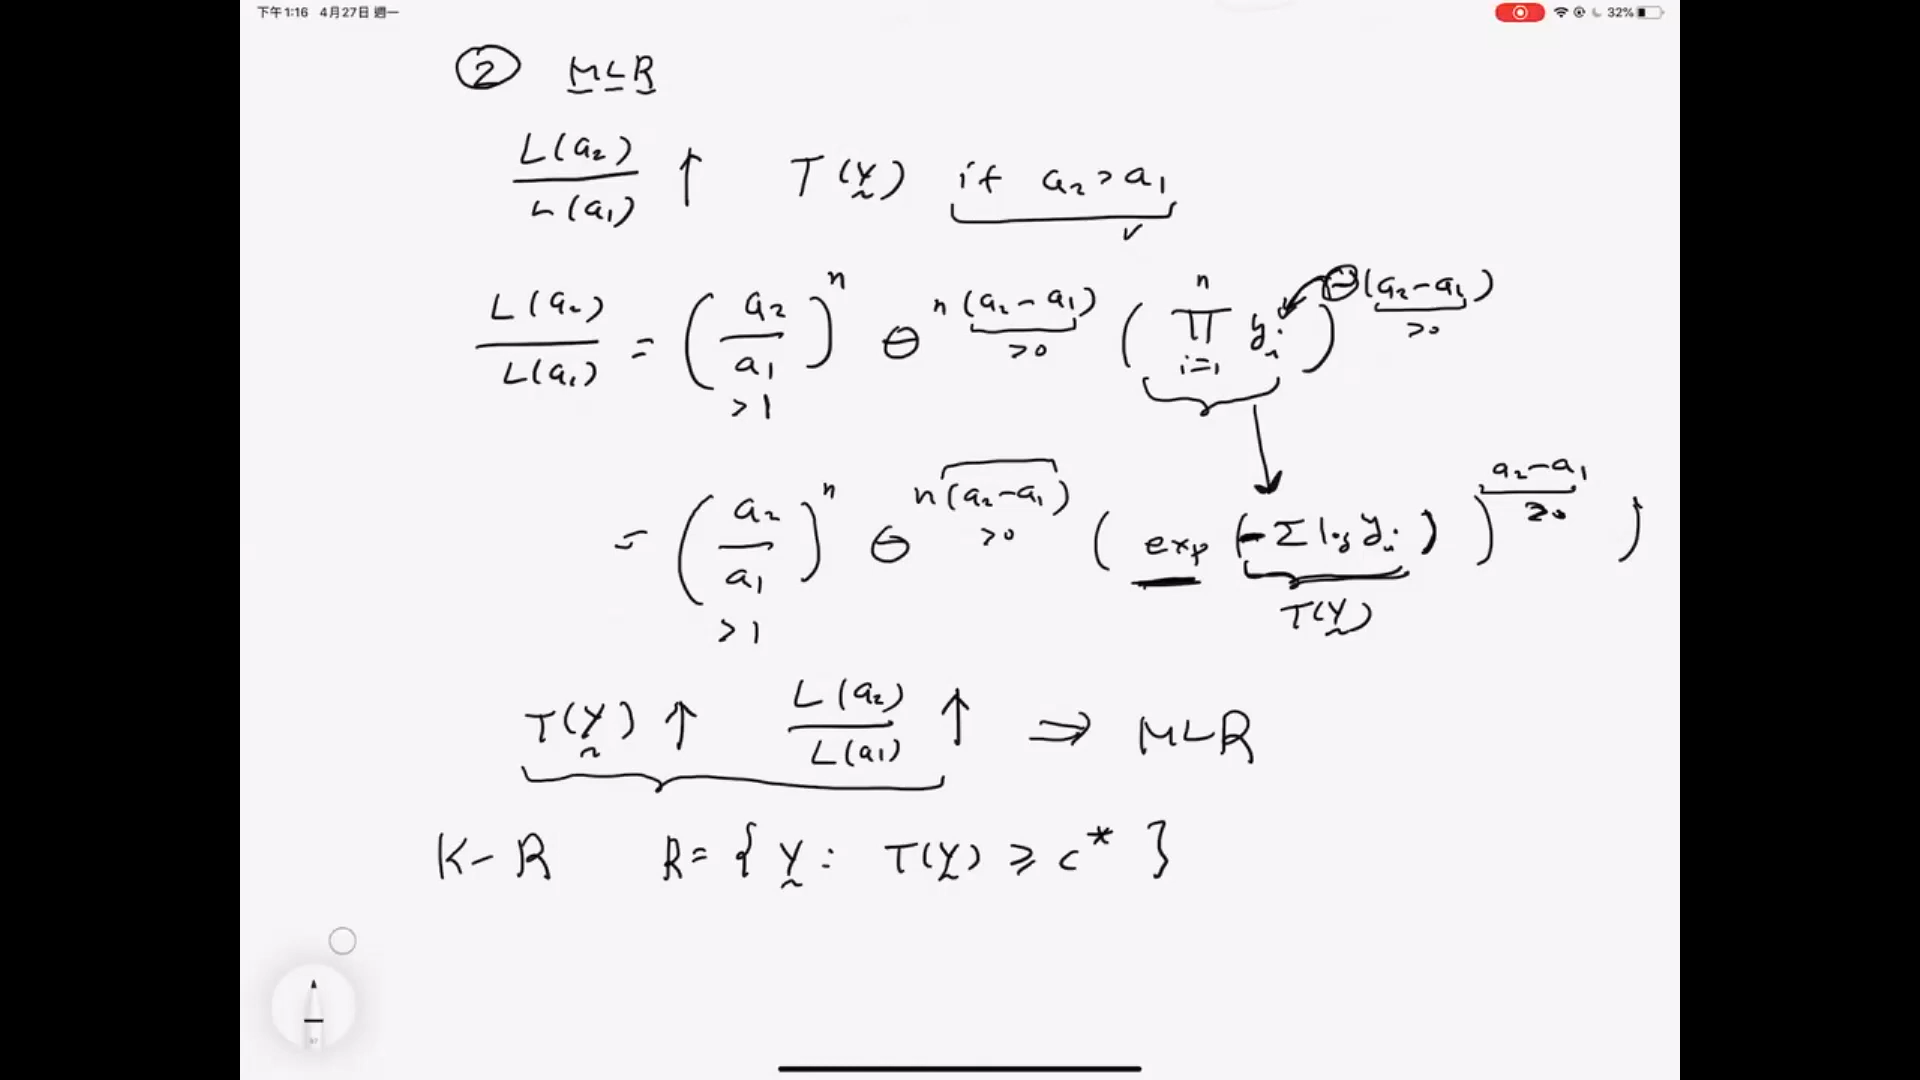 下午1:16 4月27日 週一 32%
② MLR
L(a₂)/L(a₁) ↑ T(Y) if a₂ > a₁ ✓
L(a₂)/L(a₁) = (a₂/a₁)ⁿ θ^{n(a₂-a₁)} (∏_{i=1}^{n} yᵢ)^{-(a₂-a₁)}
>1 >0 >0
= (a₂/a₁)ⁿ θ^{n(a₂-a₁)} (exp(-Σ log yᵢ))^{a₂-a₁})
>1 >0 >0
T(Y)
T(Y) ↑ L(a₂)/L(a₁) ↑ ⇒ MLR
K-R R = {Y: T(Y) ≥ c*}